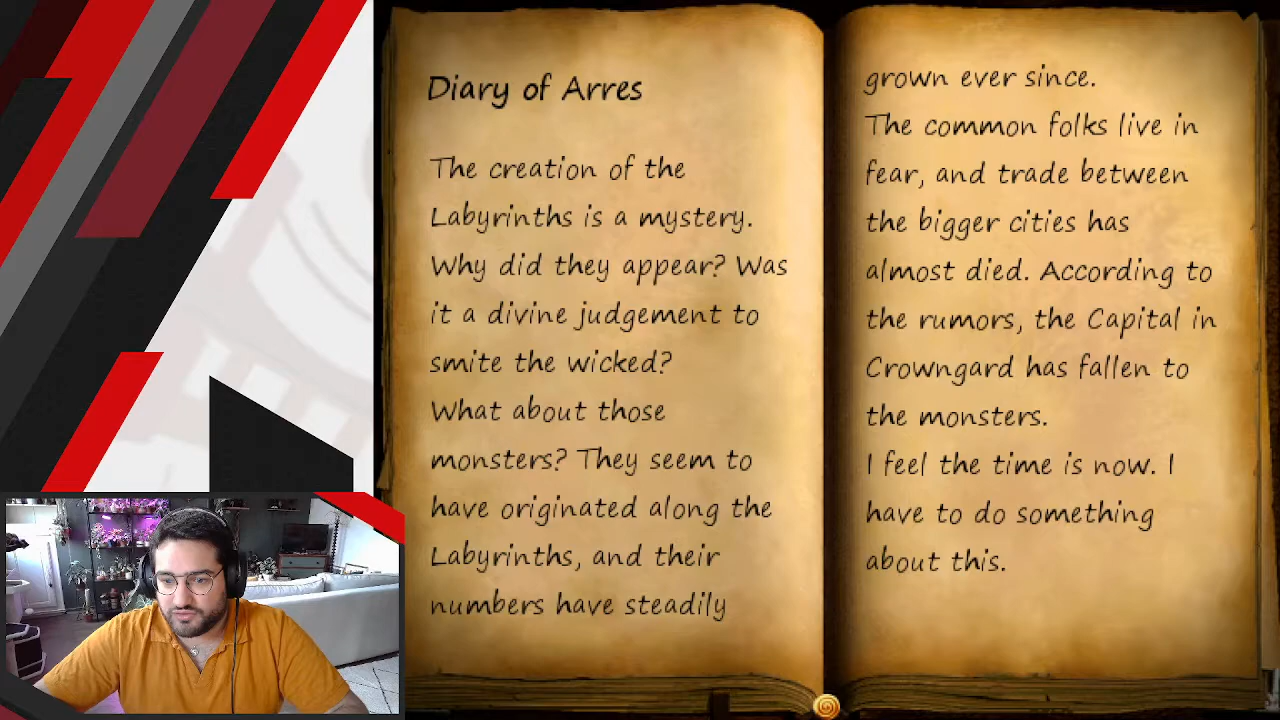 Diary of Arres
The creation of the
Labyrinths is a mystery.
Why did they appear? Was
it a divine judgement to
smite the wicked?
What about those
monsters? They seem to
have originated along the
Labyrinths, and their
numbers have steadily
grown ever since.
The common folks live in
fear, and trade between
the bigger cities has
almost died. According to
the rumors, the Capital in
Crowngard has fallen to
the monsters.
I feel the time is now. I
have to do something
about this.